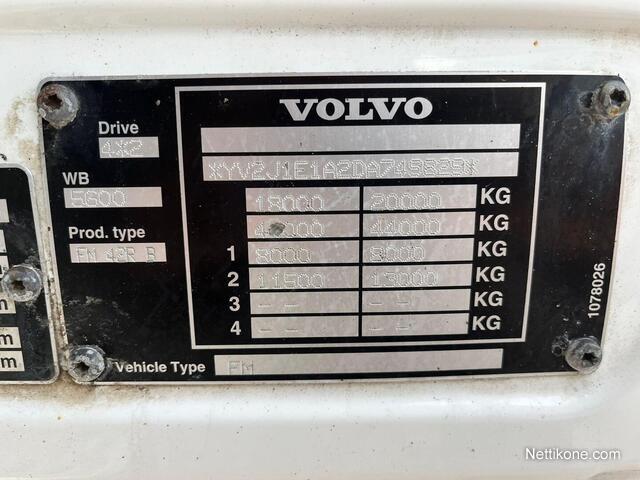 VOLVO
Drive
4X2
XYV2J1E1A2DA749829X
WB
5600
18000 20000 KG
44000 KG
Prod. type
FM 42R B
1 8000 8000 KG
2 11500 13000 KG
3 -- -- KG
4 -- -- KG
Vehicle Type FM
1078026
m
m
m
Nettikone.com